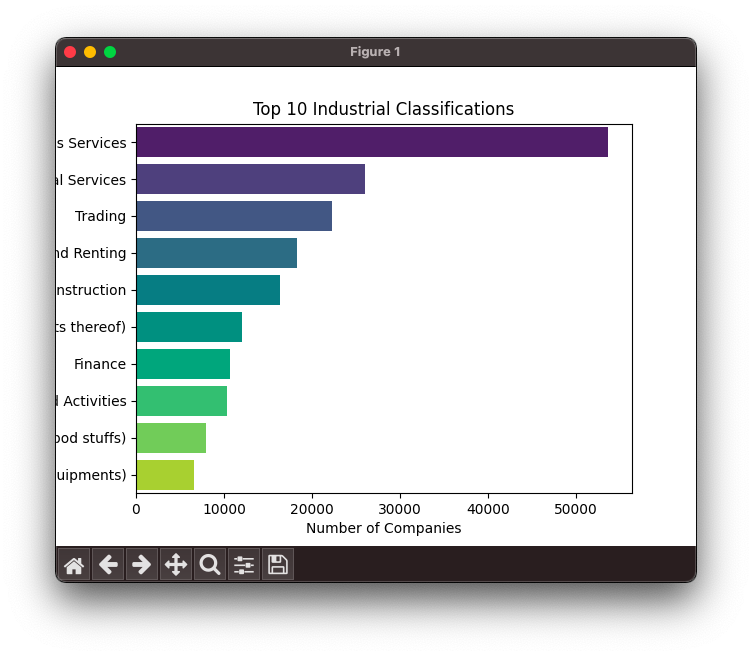 Figure 1
Top 10 Industrial Classifications
s Services
al Services
Trading
nd Renting
nstruction
ts thereof)
Finance
d Activities
ood stuffs)
uipments)
0 10000 20000 30000 40000 50000
Number of Companies